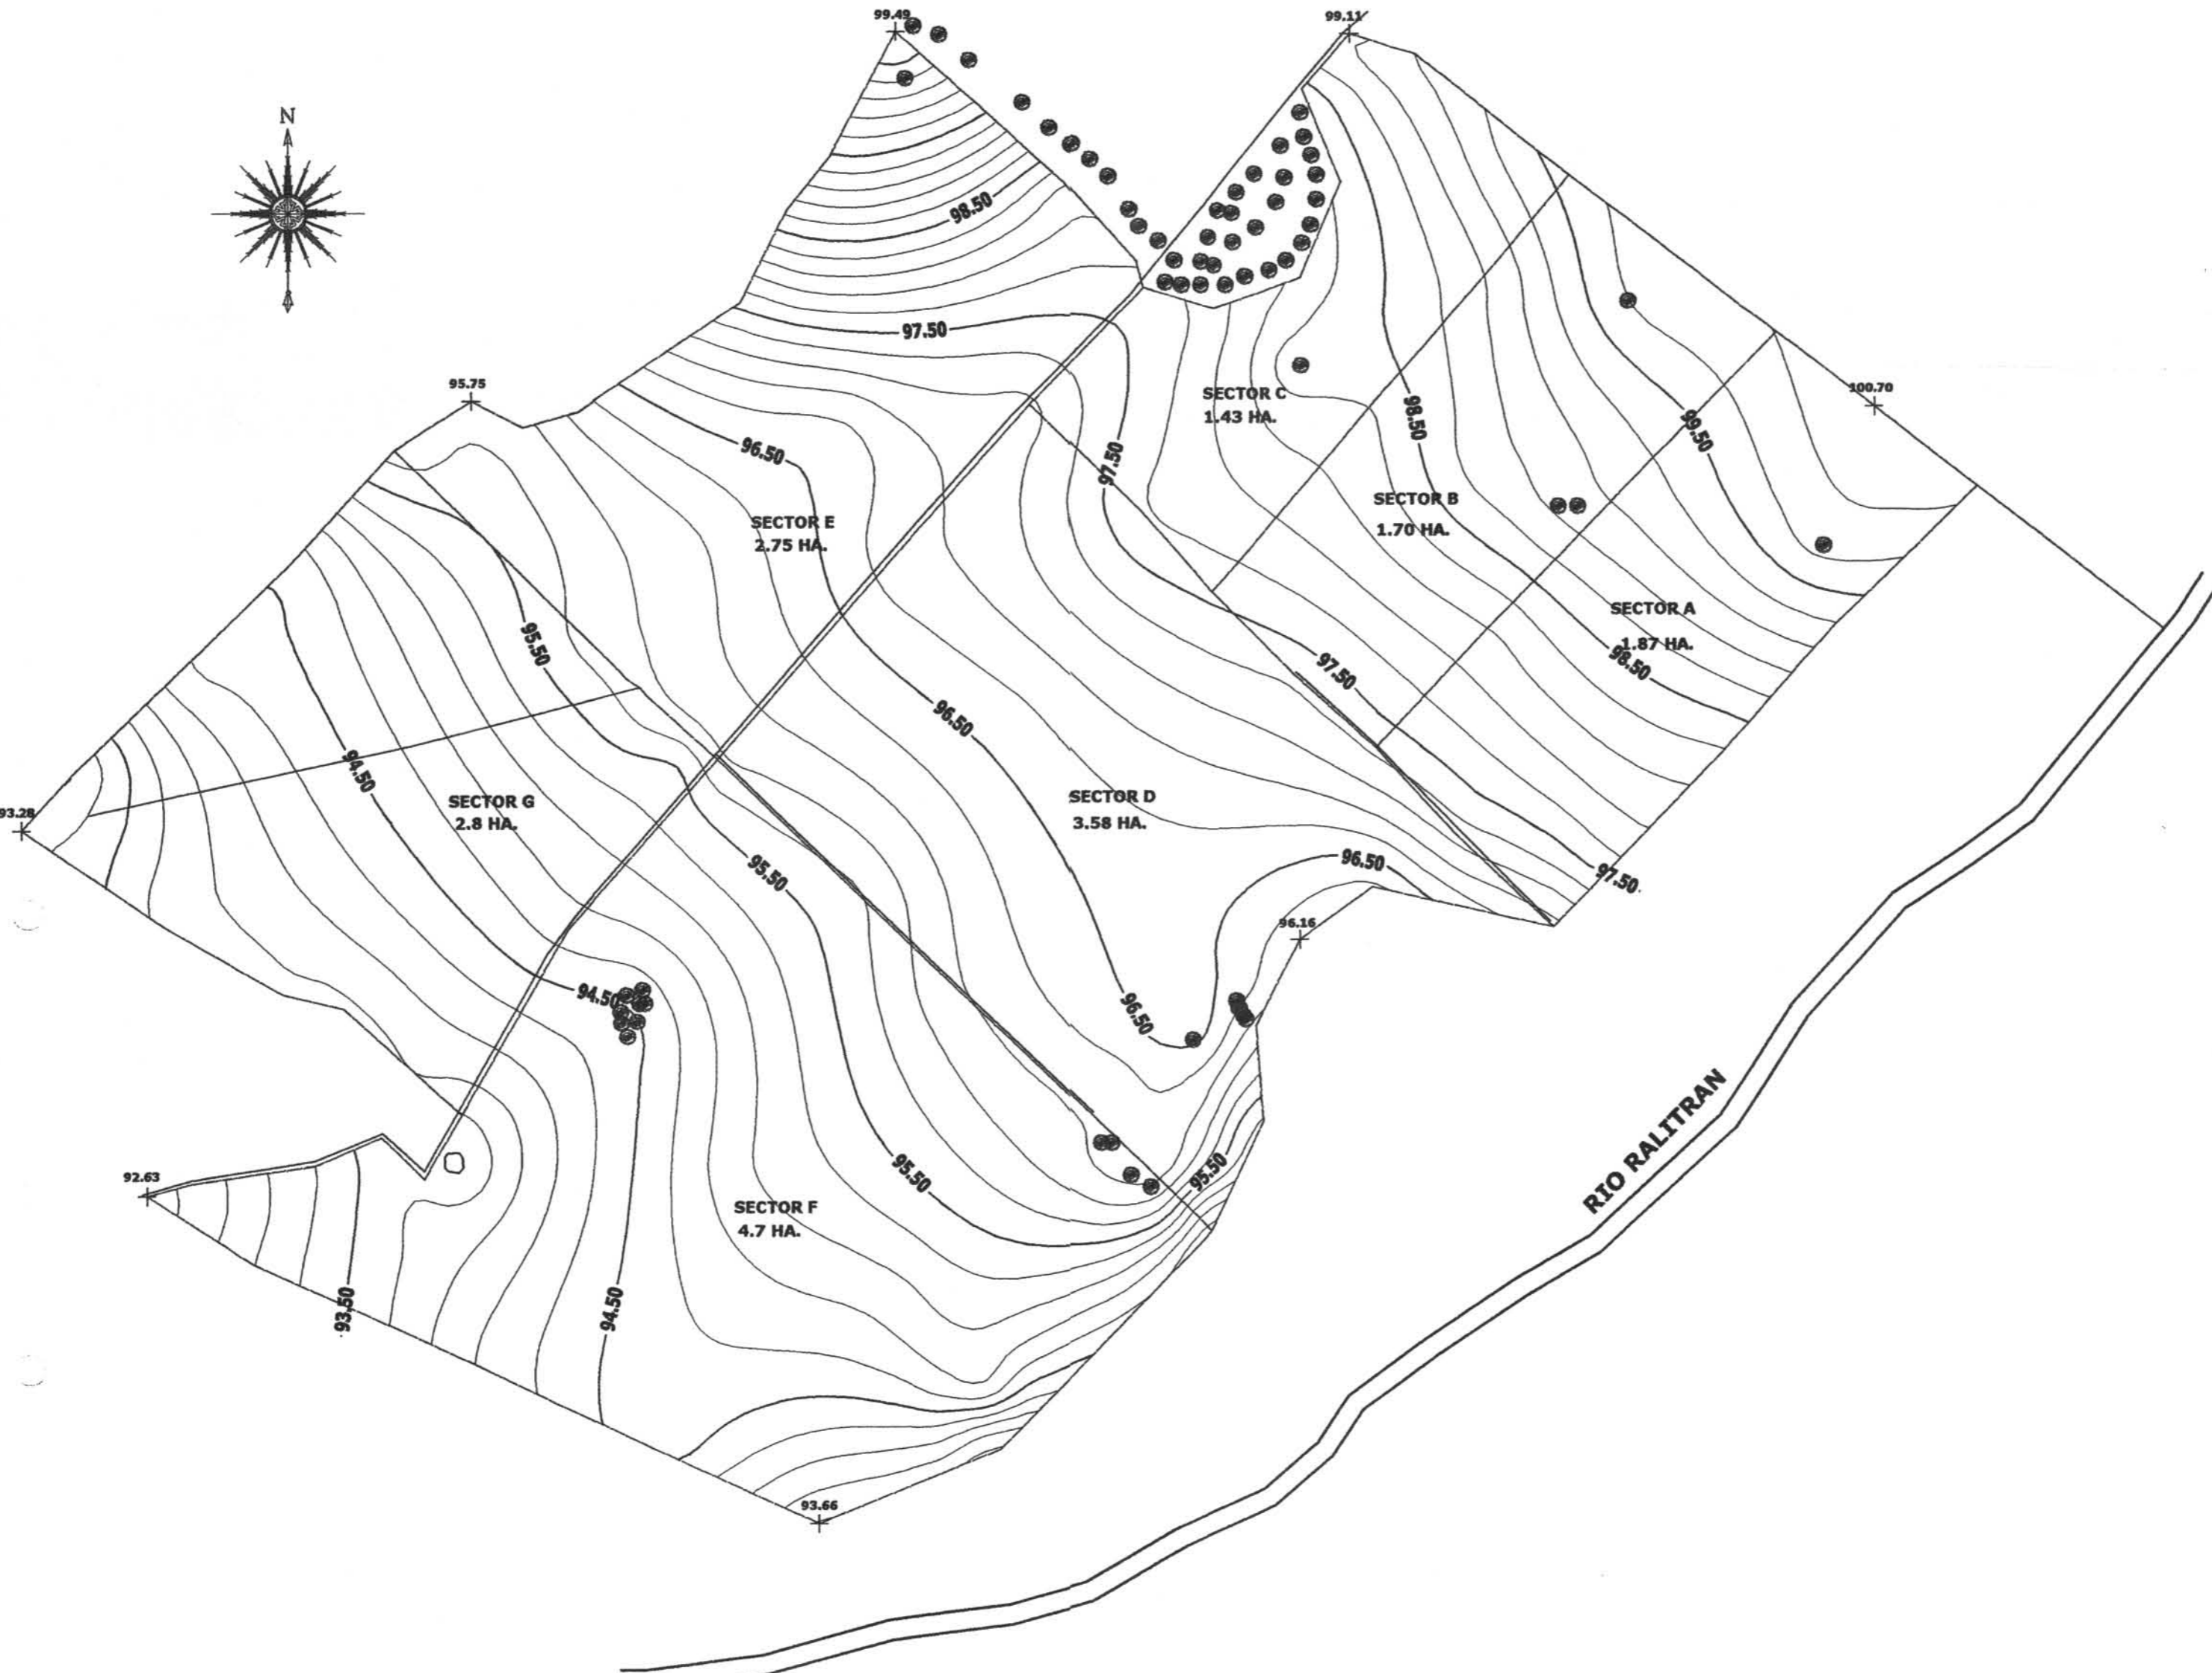 99.49
99.11
N
98.50
97.50
95.75
100.70
SECTOR C
1.43 HA.
98.50
99.50
96.50
97.50
SECTOR B
1.70 HA.
SECTOR E
2.75 HA.
SECTOR A
1.87 HA.
98.50
95.50
97.50
96.50
94.50
SECTOR D
3.58 HA.
SECTOR G
2.8 HA.
93.28
95.50
96.50
97.50
96.16
94.50
96.50
RIO RALITRAN
92.63
95.50
95.50
SECTOR F
4.7 HA.
93.50
94.50
93.66